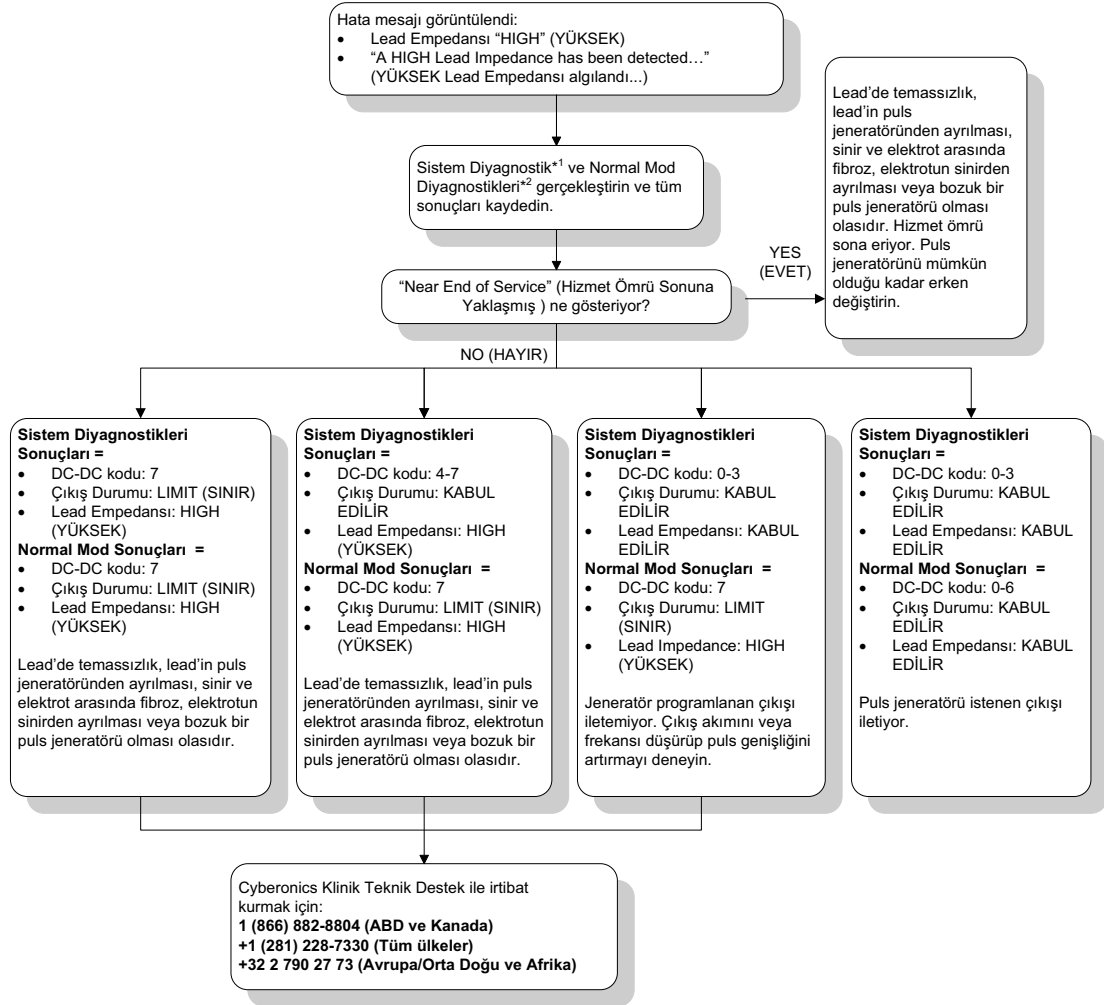 Hata mesajı görüntülendi:
• Lead Empedansı “HIGH” (YÜKSEK)
• “A HIGH Lead Impedance has been detected…”
(YÜKSEK Lead Empedansı algılandı...)
Lead’de temassızlık,
lead’in puls
jeneratöründen ayrılması,
sinir ve elektrot arasında
fibroz, elektrotun sinirden
ayrılması veya bozuk bir
puls jeneratörü olması
olasıdır. Hizmet ömrü
sona eriyor. Puls
jeneratörünü mümkün
olduğu kadar erken
değiştirin.
Sistem Diyagnostik*1 ve Normal Mod
Diyagnostikleri*2 gerçekleştirin ve tüm
sonuçları kaydedin.
YES
(EVET)
“Near End of Service” (Hizmet Ömrü Sonuna
Yaklaşmış ) ne gösteriyor?
NO (HAYIR)
Sistem Diyagnostikleri
Sonuçları =
• DC-DC kodu: 7
• Çıkış Durumu: LIMIT (SINIR)
• Lead Empedansı: HIGH
(YÜKSEK)
Normal Mod Sonuçları =
• DC-DC kodu: 7
• Çıkış Durumu: LIMIT (SINIR)
• Lead Empedansı: HIGH
(YÜKSEK)
Lead’de temassızlık, lead’in puls
jeneratöründen ayrılması, sinir ve
elektrot arasında fibroz, elektrotun
sinirden ayrılması veya bozuk bir
puls jeneratörü olması olasıdır.
Sistem Diyagnostikleri
Sonuçları =
• DC-DC kodu: 4-7
• Çıkış Durumu: KABUL
EDİLİR
• Lead Empedansı: HIGH
(YÜKSEK)
Normal Mod Sonuçları =
• DC-DC kodu: 7
• Çıkış Durumu: LIMIT (SINIR)
• Lead Empedansı: HIGH
(YÜKSEK)
Lead’de temassızlık, lead’in puls
jeneratöründen ayrılması, sinir
ve elektrot arasında fibroz, elektrotun
sinirden ayrılması veya bozuk bir
puls jeneratörü olması olasıdır.
Sistem Diyagnostikleri
Sonuçları =
• DC-DC kodu: 0-3
• Çıkış Durumu: KABUL
EDİLİR
• Lead Empedansı: KABUL
EDİLİR
Normal Mod Sonuçları =
• DC-DC kodu: 7
• Çıkış Durumu: LIMIT
(SINIR)
• Lead Impedance: HIGH
(YÜKSEK)
Jeneratör programlanan çıkışı
iletemiyor. Çıkış akımını veya
frekansı düşürüp puls genişliğini
artırmayı deneyin.
Sistem Diyagnostikleri
Sonuçları =
• DC-DC kodu: 0-3
• Çıkış Durumu: KABUL
EDİLİR
• Lead Empedansı: KABUL
EDİLİR
Normal Mod Sonuçları =
• DC-DC kodu: 0-6
• Çıkış Durumu: KABUL
EDİLİR
• Lead Empedansı: KABUL
EDİLİR
Puls jeneratörü istenen çıkışı
iletiyor.
Cyberonics Klinik Teknik Destek ile irtibat
kurmak için:
1 (866) 882-8804 (ABD ve Kanada)
+1 (281) 228-7330 (Tüm ülkeler)
+32 2 790 27 73 (Avrupa/Orta Doğu ve Afrika)